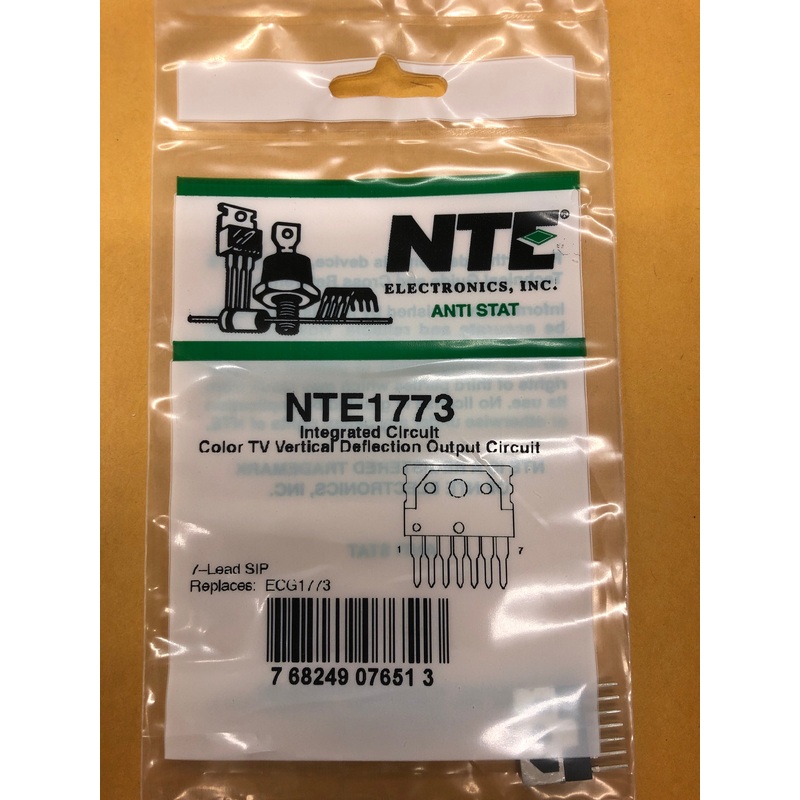 NTE®
ELECTRONICS, INC.
ANTI STAT
NTE1773
Integrated Circuit
Color TV Vertical Deflection Output Circuit
1
7
7–Lead SIP
Replaces: ECG1773
7 68249 07651 3